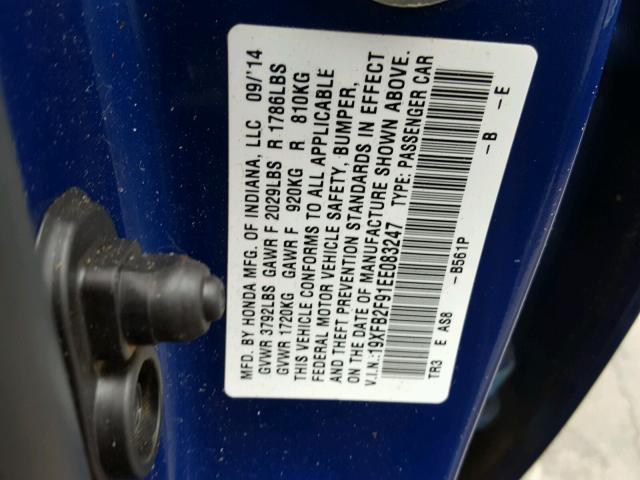 MFD. BY HONDA MFG. OF INDIANA, LLC 09/'14
GVWR 3792LBS GAWR F 2029LBS R 1786LBS
GVWR 1720KG GAWR F 920KG R 810KG
THIS VEHICLE CONFORMS TO ALL APPLICABLE
FEDERAL MOTOR VEHICLE SAFETY, BUMPER,
AND THEFT PREVENTION STANDARDS IN EFFECT
ON THE DATE OF MANUFACTURE SHOWN ABOVE.
V.I.N.:19XFB2F91EE083247 TYPE: PASSENGER CAR
-B561P -B -E
TR3 E AS8